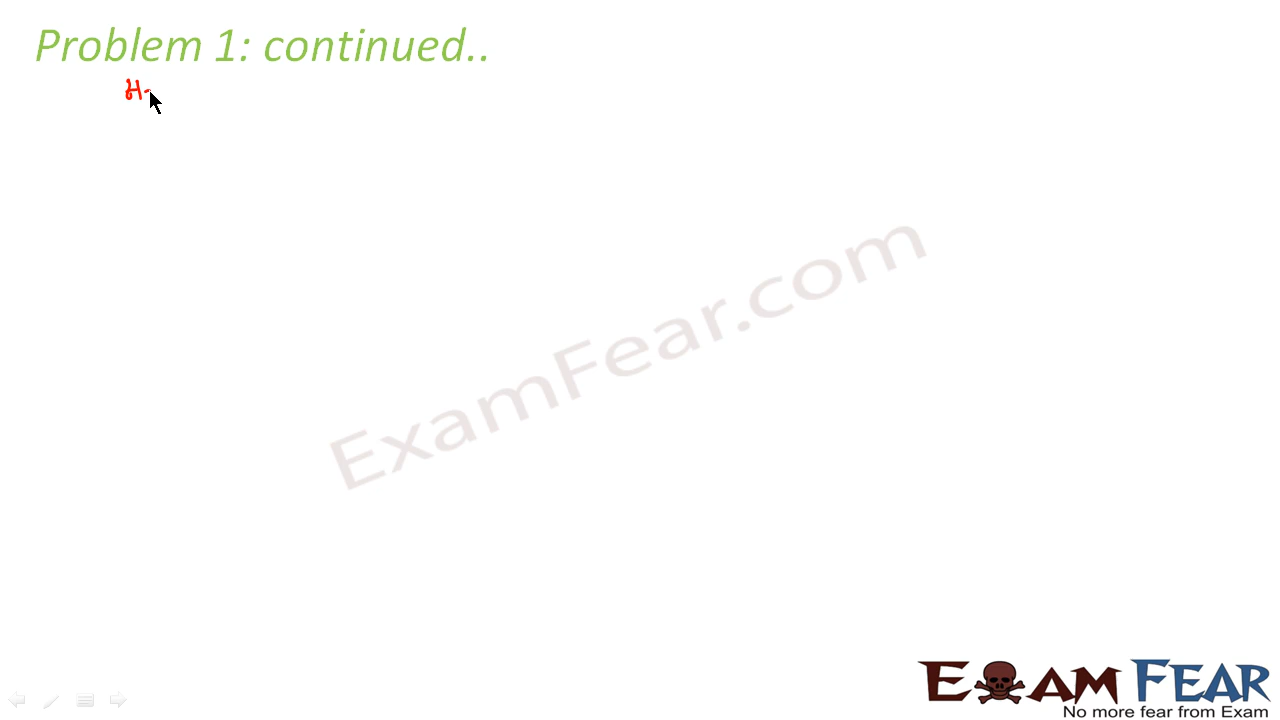 Problem 1: continued..
H-
ExamFear.com
EXAM FEAR
No more fear from Exam